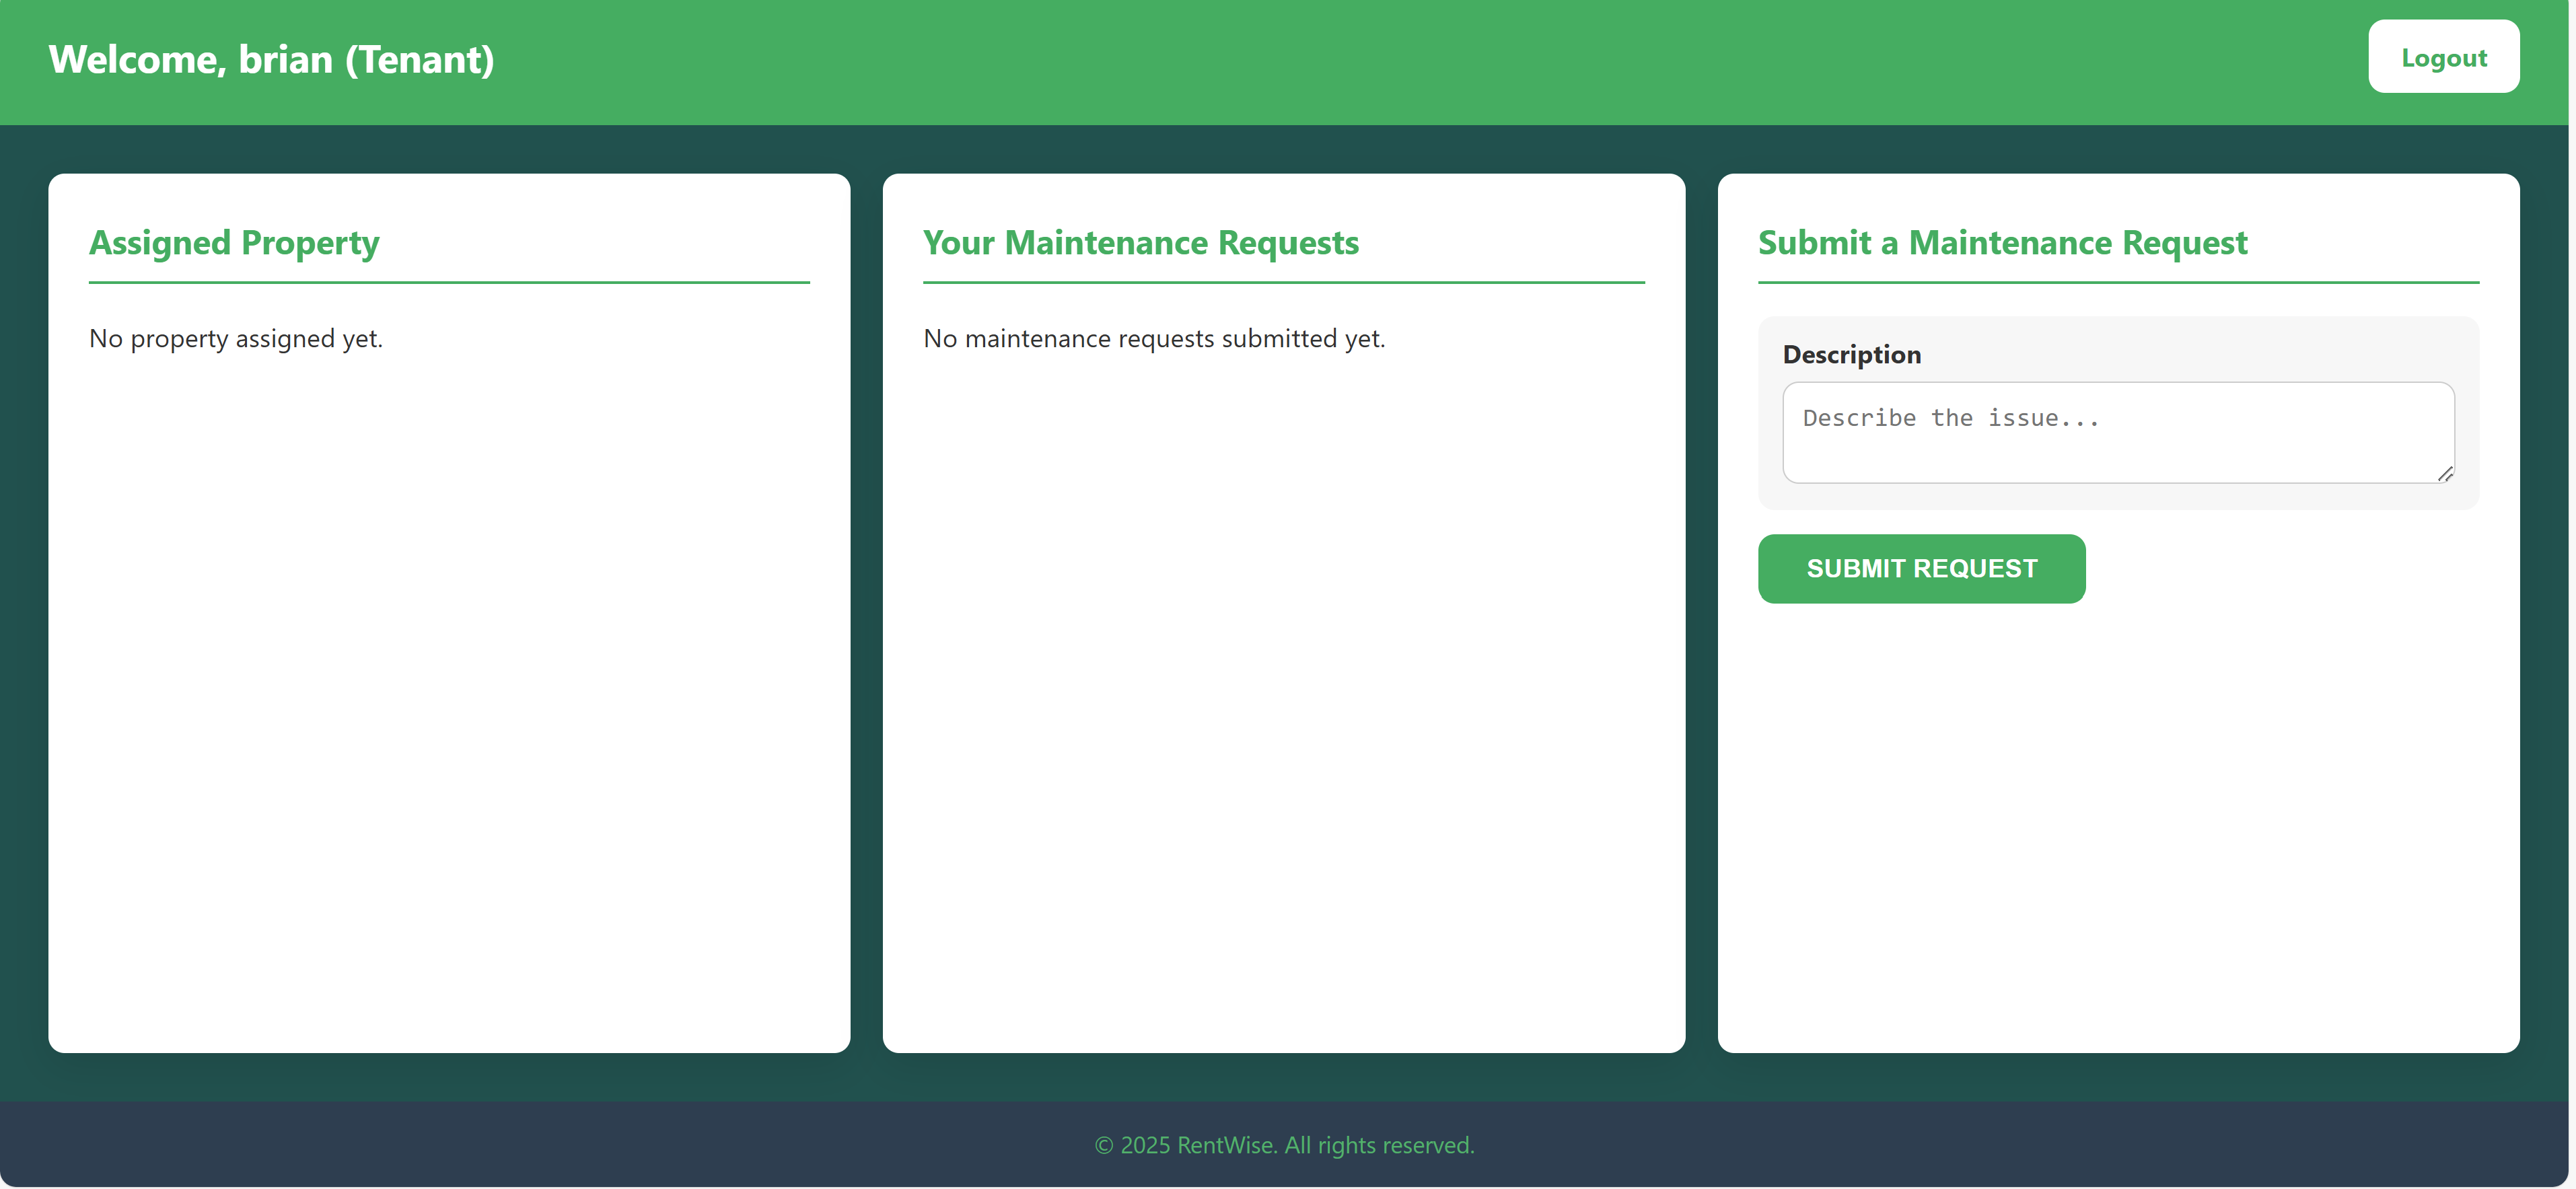 Welcome, brian (Tenant)
Logout
Assigned Property
No property assigned yet.
Your Maintenance Requests
No maintenance requests submitted yet.
Submit a Maintenance Request
Description
Describe the issue...
SUBMIT REQUEST
© 2025 RentWise. All rights reserved.